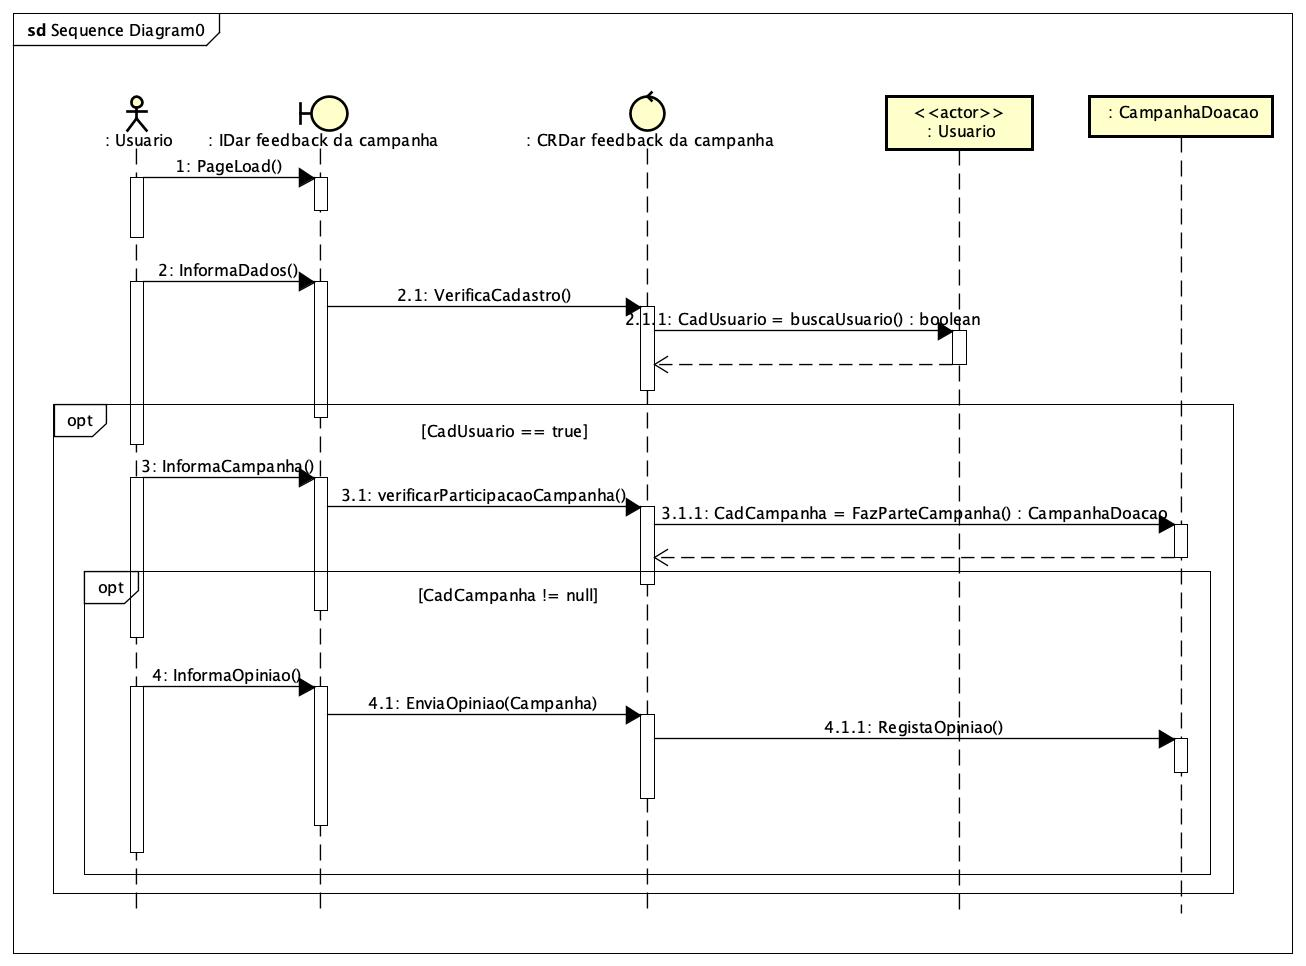 sd Sequence Diagram0
: Usuario
: IDar feedback da campanha
: CRDar feedback da campanha
<<actor>>
: Usuario
: CampanhaDoacao
1: PageLoad()
2: InformaDados()
2.1: VerificaCadastro()
2.1.1: CadUsuario = buscaUsuario() : boolean
opt
[CadUsuario == true]
3: InformaCampanha()
3.1: verificarParticipacaoCampanha()
3.1.1: CadCampanha = FazParteCampanha() : CampanhaDoacao
opt
[CadCampanha != null]
4: InformaOpiniao()
4.1: EnviaOpiniao(Campanha)
4.1.1: RegistaOpiniao()